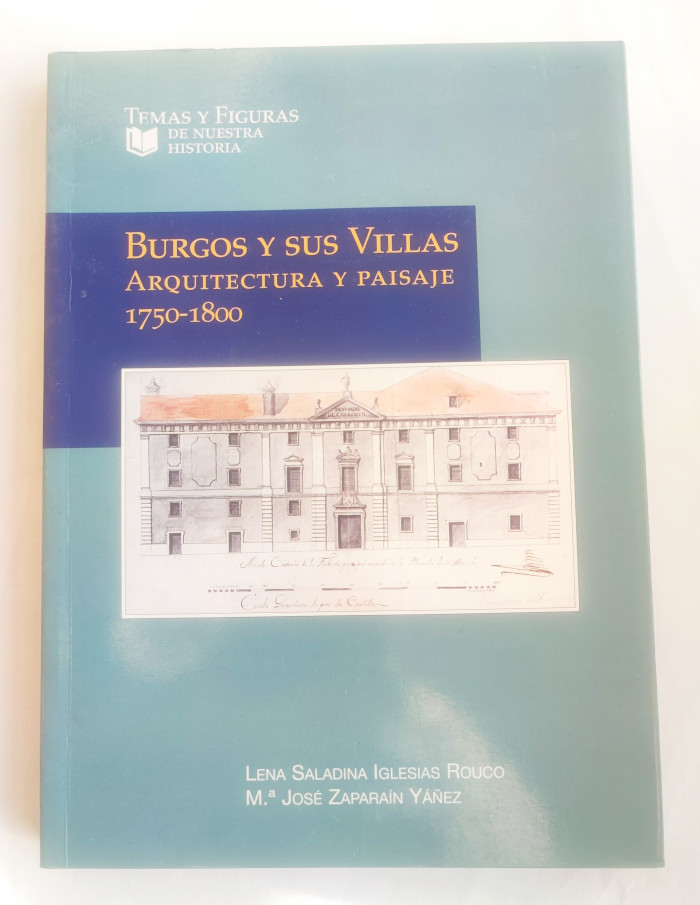 TEMAS Y FIGURAS
DE NUESTRA
HISTORIA
BURGOS Y SUS VILLAS
ARQUITECTURA Y PAISAJE
1750-1800
LENA SALADINA IGLESIAS ROUCO
M.ª JOSÉ ZAPARAÍN YÁÑEZ